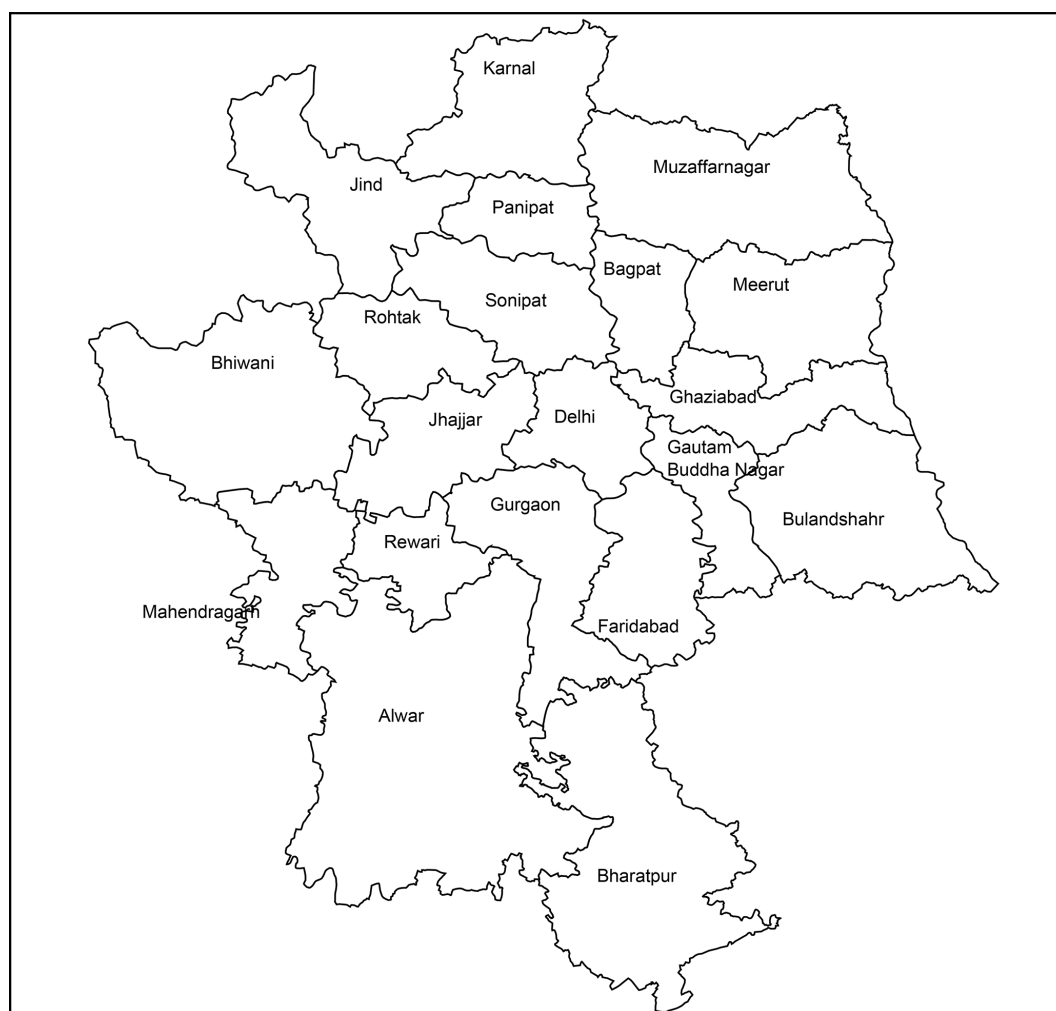 Karnal
Muzaffarnagar
Jind
Panipat
Bagpat
Meerut
Sonipat
Rohtak
Bhiwani
Ghaziabad
Jhajjar
Delhi
Gautam
Buddha Nagar
Gurgaon
Bulandshahr
Rewari
Mahendragarh
Faridabad
Alwar
Bharatpur